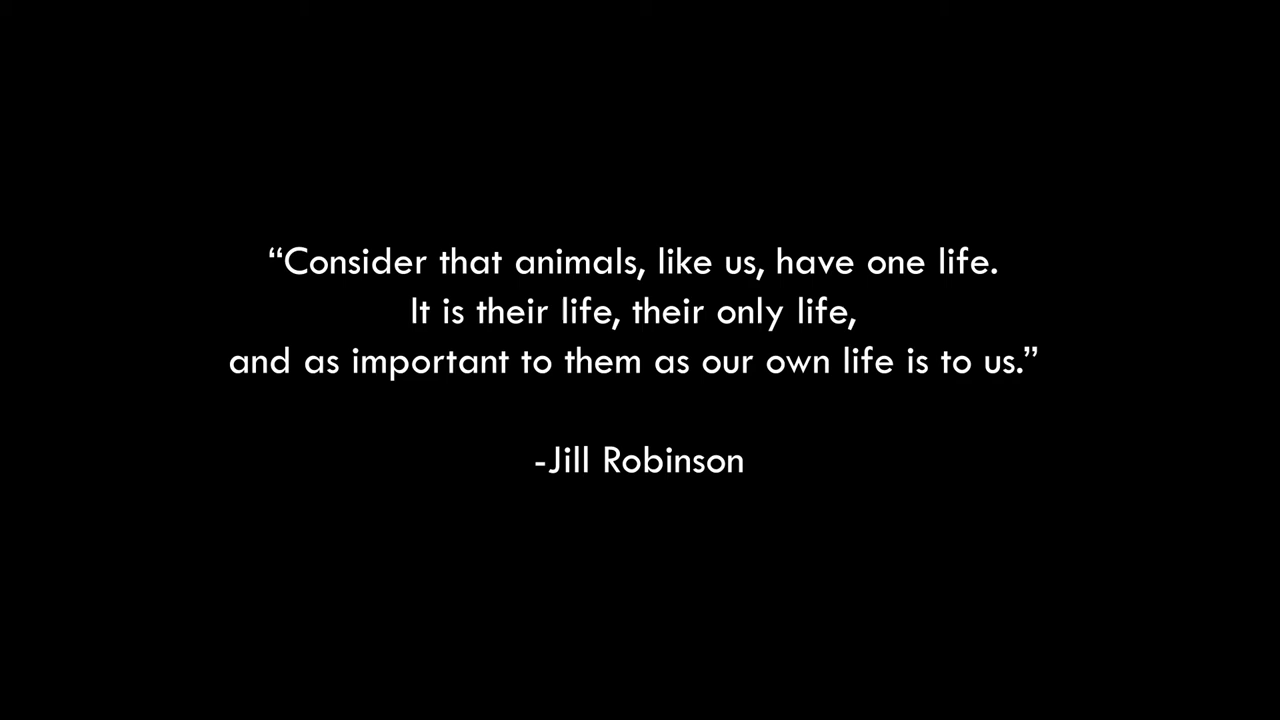 “Consider that animals, like us, have one life.
It is their life, their only life,
and as important to them as our own life is to us.”
-Jill Robinson